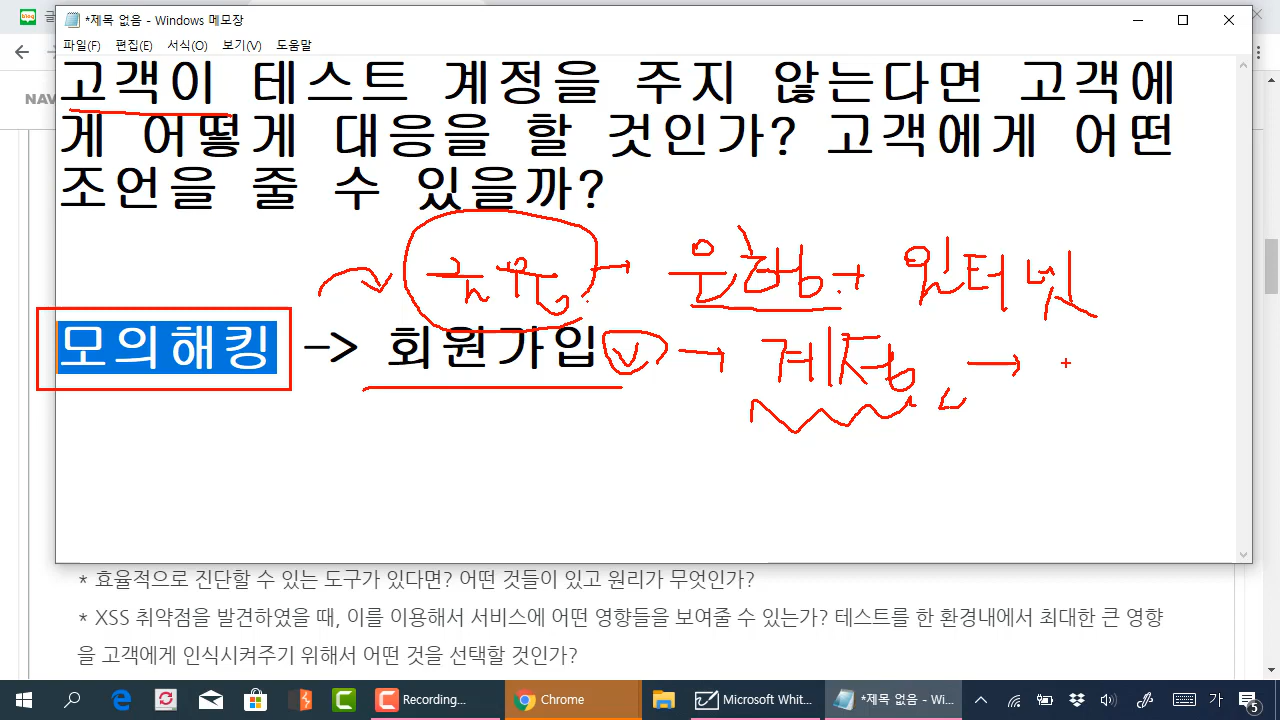 *제목 없음 - Windows 메모장
파일(F) 편집(E) 서식(O) 보기(V) 도움말
NAV
고객이 테스트 계정을 주지 않는다면 고객에
게 어떻게 대응을 할 것인가? 고객에게 어떤
조언을 줄 수 있을까?
금융 → 은행 + 인터넷
모의해킹 -> 회원가입 V → 계정 →
* 효율적으로 진단할 수 있는 도구가 있다면? 어떤 것들이 있고 원리가 무엇인가?
* XSS 취약점을 발견하였을 때, 이를 이용해서 서비스에 어떤 영향들을 보여줄 수 있는가? 테스트를 한 환경내에서 최대한 큰 영향
을 고객에게 인식시켜주기 위해서 어떤 것을 선택할 것인가?
Recording... Chrome Microsoft Whit... *제목 없음 - Wi... 가 5